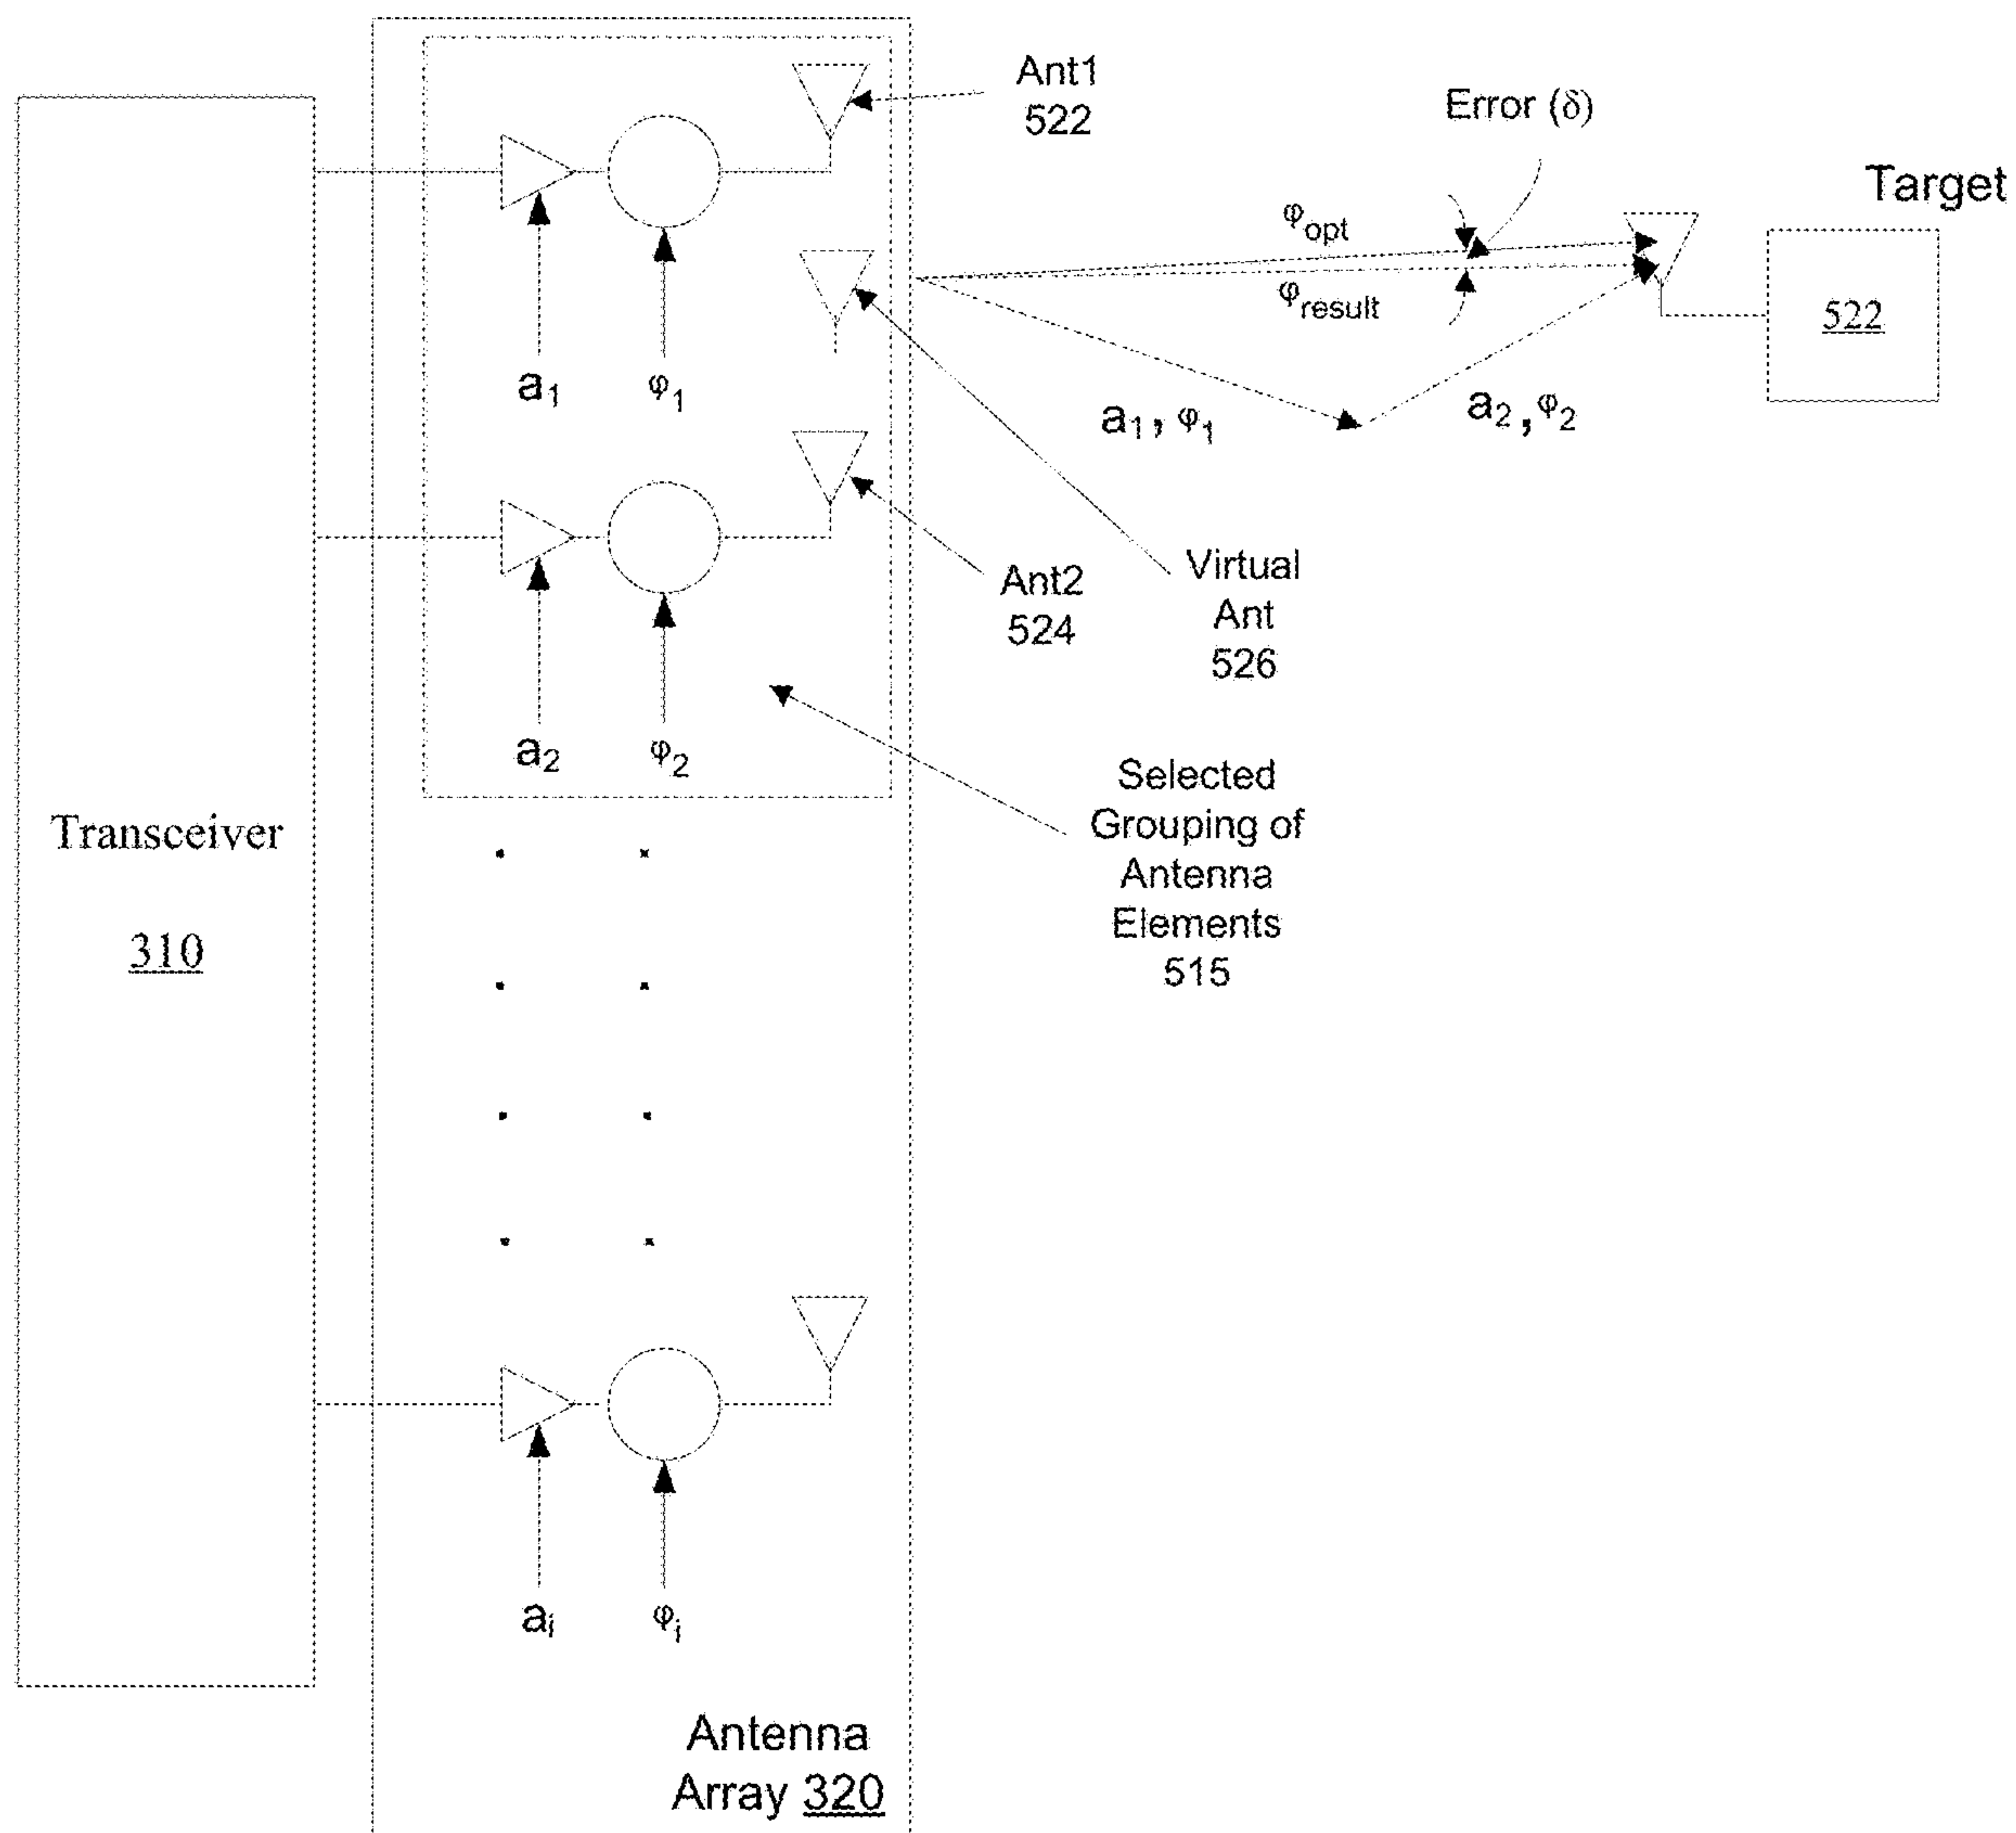 Ant1
522
Error (δ)
Target
φopt
φresult
522
a1
φ1
a1, φ1
a2, φ2
Ant2
524
Virtual
Ant
526
a2
φ2
Selected
Grouping of
Antenna
Elements
515
Transceiver
310
ai
φi
Antenna
Array 320